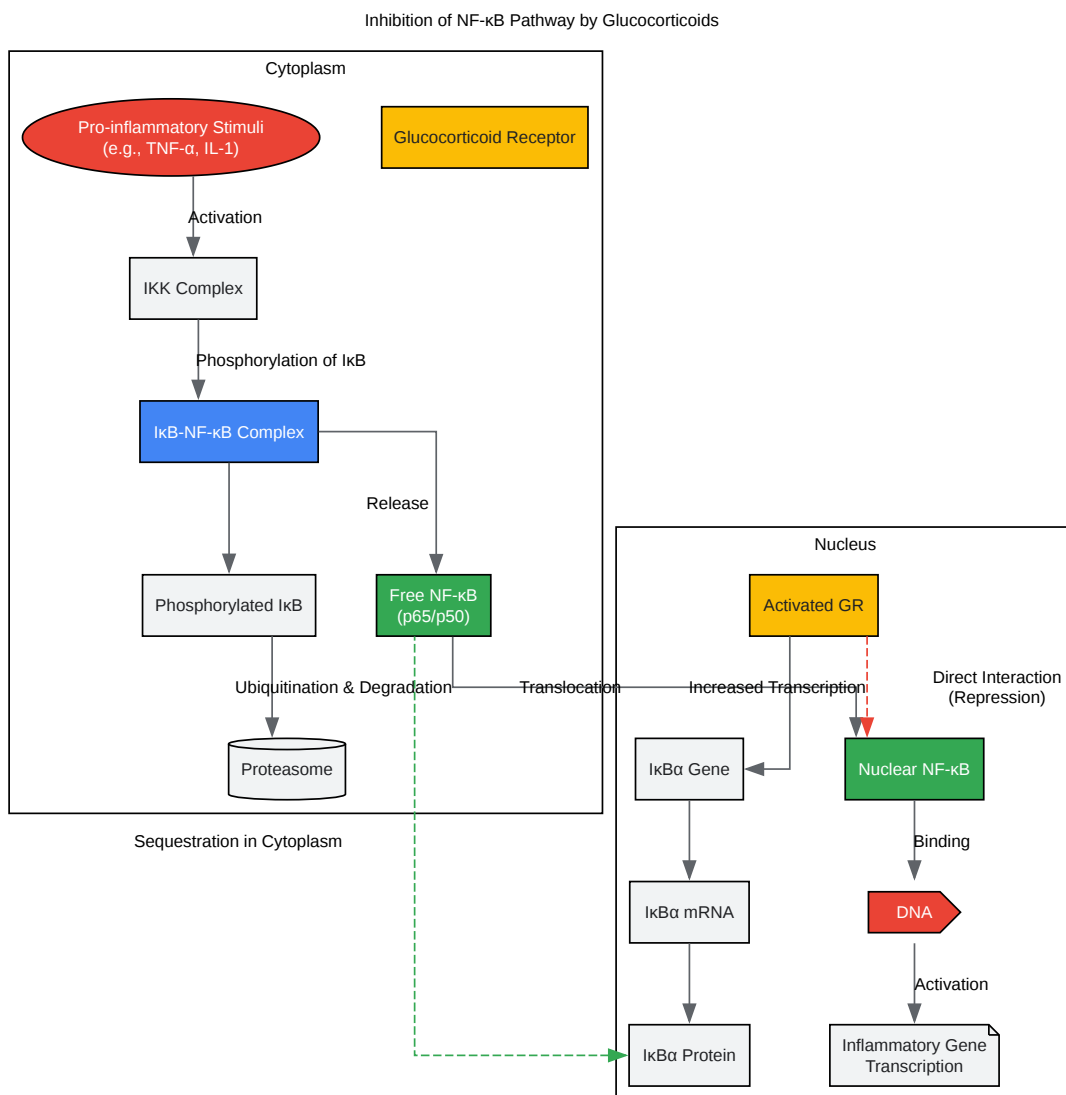 Inhibition of NF-κB Pathway by Glucocorticoids
Cytoplasm
Pro-inflammatory Stimuli
(e.g., TNF-α, IL-1)
Glucocorticoid Receptor
Activation
IKK Complex
Phosphorylation of IκB
IκB-NF-κB Complex
Release
Phosphorylated IκB
Free NF-κB
(p65/p50)
Ubiquitination & Degradation
Proteasome
Sequestration in Cytoplasm
Translocation
Nucleus
Activated GR
Increased Transcription
Direct Interaction
(Repression)
IκBα Gene
Nuclear NF-κB
Binding
IκBα mRNA
DNA
Activation
IκBα Protein
Inflammatory Gene
Transcription